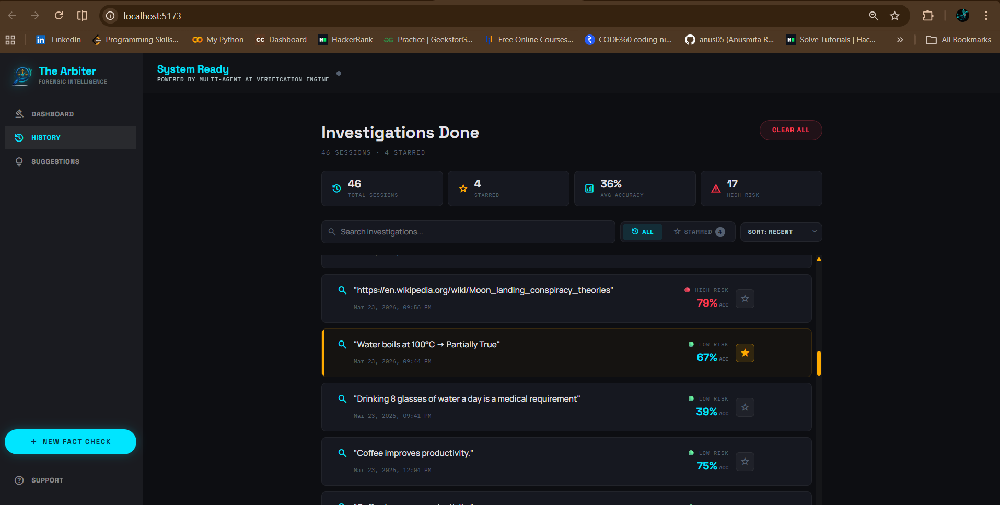 localhost:5173
LinkedIn
Programming Skills...
My Python
CC Dashboard
HackerRank
Practice | GeeksforG...
Free Online Courses...
CODE360 coding ni...
anus05 (Anusmita R...
Solve Tutorials | Hac...
»
All Bookmarks
The Arbiter
FORENSIC INTELLIGENCE
DASHBOARD
HISTORY
SUGGESTIONS
+ NEW FACT CHECK
SUPPORT
System Ready
POWERED BY MULTI-AGENT AI VERIFICATION ENGINE
Investigations Done
46 SESSIONS · 4 STARRED
CLEAR ALL
46
TOTAL SESSIONS
4
STARRED
36%
AVG ACCURACY
17
HIGH RISK
Search investigations...
ALL
STARRED 4
SORT: RECENT
"https://en.wikipedia.org/wiki/Moon_landing_conspiracy_theories"
Mar 23, 2026, 09:56 PM
HIGH RISK
79% ACC
"Water boils at 100°C → Partially True"
Mar 23, 2026, 09:44 PM
LOW RISK
67% ACC
"Drinking 8 glasses of water a day is a medical requirement"
Mar 23, 2026, 09:41 PM
LOW RISK
39% ACC
"Coffee improves productivity."
Mar 23, 2026, 12:04 PM
LOW RISK
75% ACC